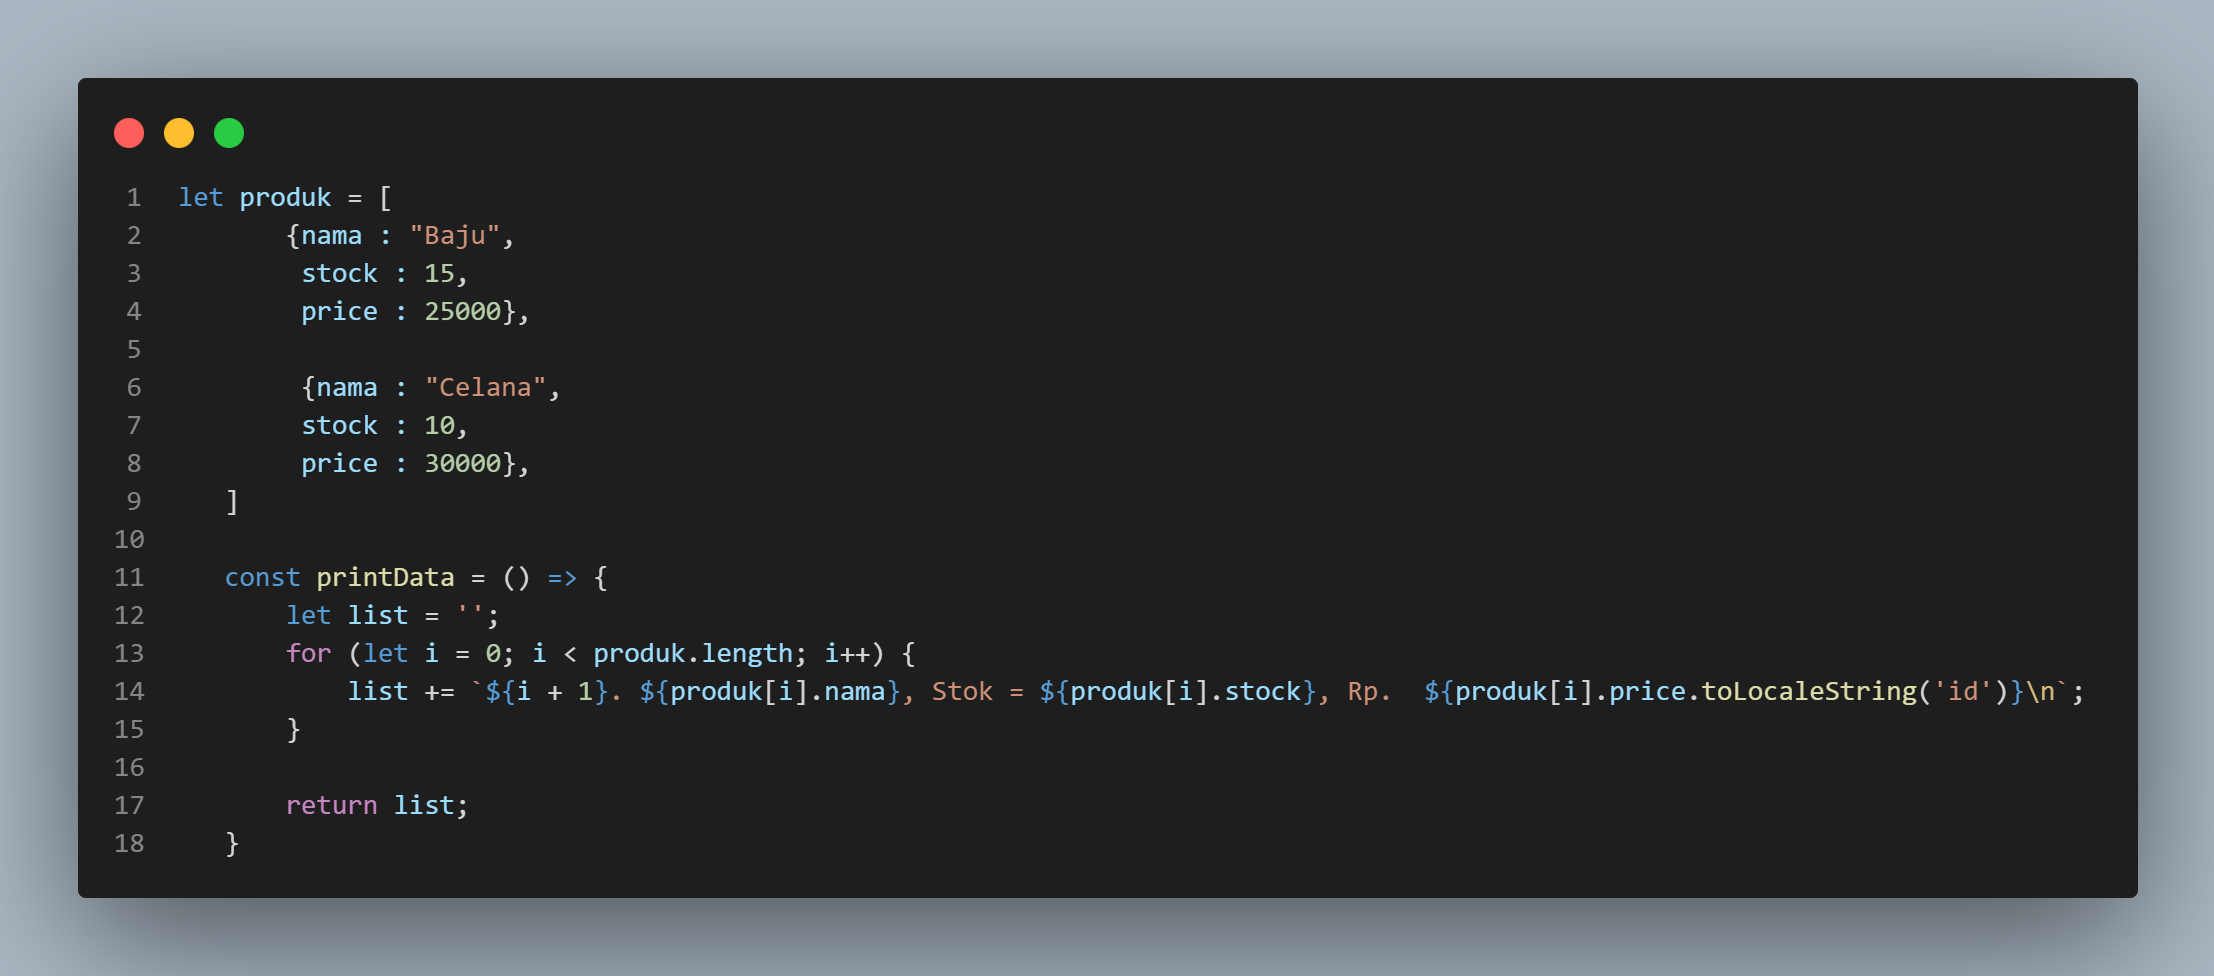 1 let produk = [
2 {nama : "Baju",
3 stock : 15,
4 price : 25000},
5
6 {nama : "Celana",
7 stock : 10,
8 price : 30000},
9 ]
10
11 const printData = () => {
12 let list = '';
13 for (let i = 0; i < produk.length; i++) {
14 list += `${i + 1}. ${produk[i].nama}, Stok = ${produk[i].stock}, Rp.  ${produk[i].price.toLocaleString('id')}\n`;
15 }
16
17 return list;
18 }